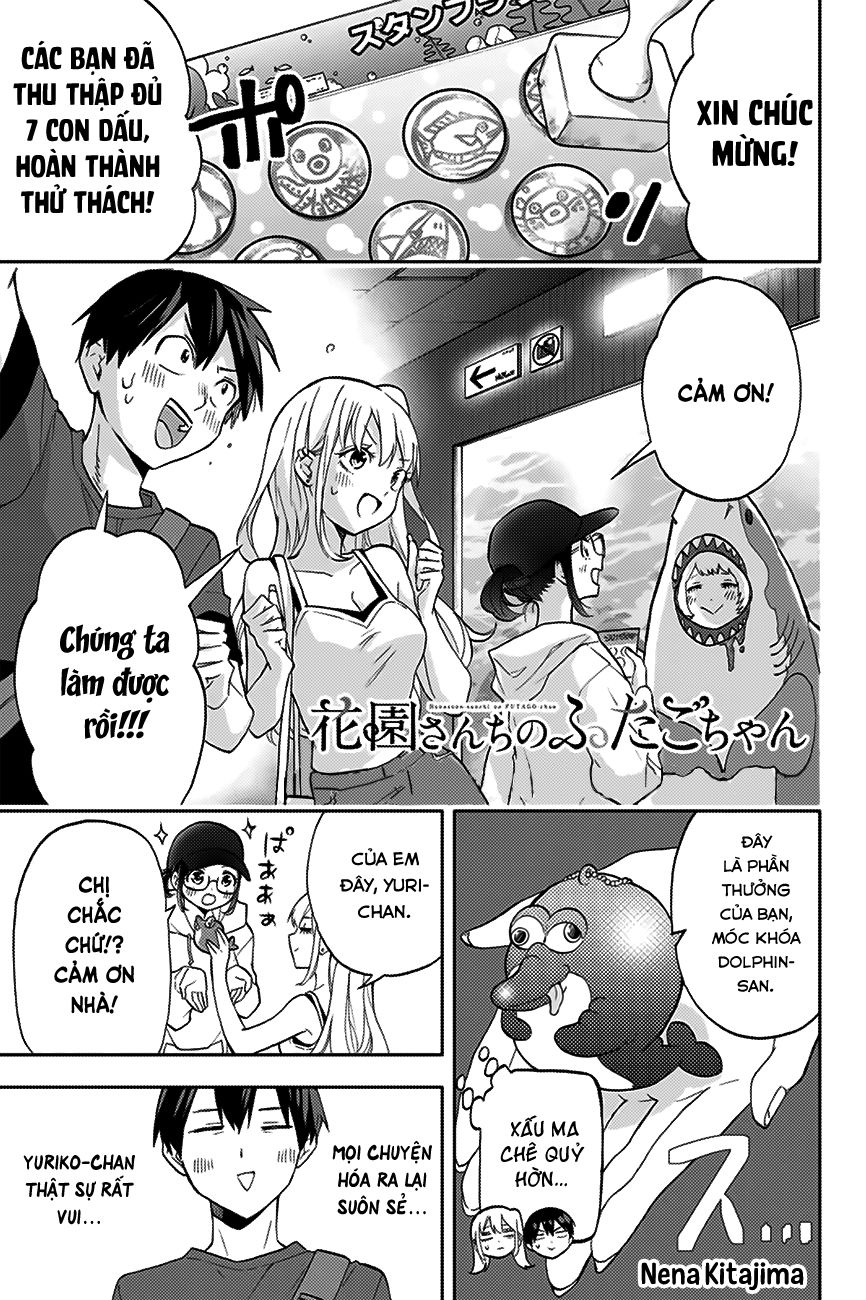 スタンプラ
XIN CHÚC
MỪNG!
CÁC BẠN ĐÃ
THU THẬP ĐỦ
7 CON DẤU,
HOÀN THÀNH
THỬ THÁCH!
ポン
CẢM ƠN!
Chúng ta
làm được
rồi!!!
花園さんちのふたごちゃん
ĐÂY
LÀ PHẦN
THƯỞNG
CỦA BẠN,
MÓC KHÓA
DOLPHIN-
SAN.
XẤU MA
CHÊ QUỶ
HỜN...
ス...
CỦA EM
ĐÂY, YURI-
CHAN.
ぱぁぁぁ
CHỊ
CHẮC
CHỨ!?
CẢM ƠN
NHÀ!
MỌI CHUYỆN
HÓA RA LẠI
SUÔN SẺ...
YURIKO-CHAN
THẬT SỰ RẤT
VUI...
Nena Kitajima